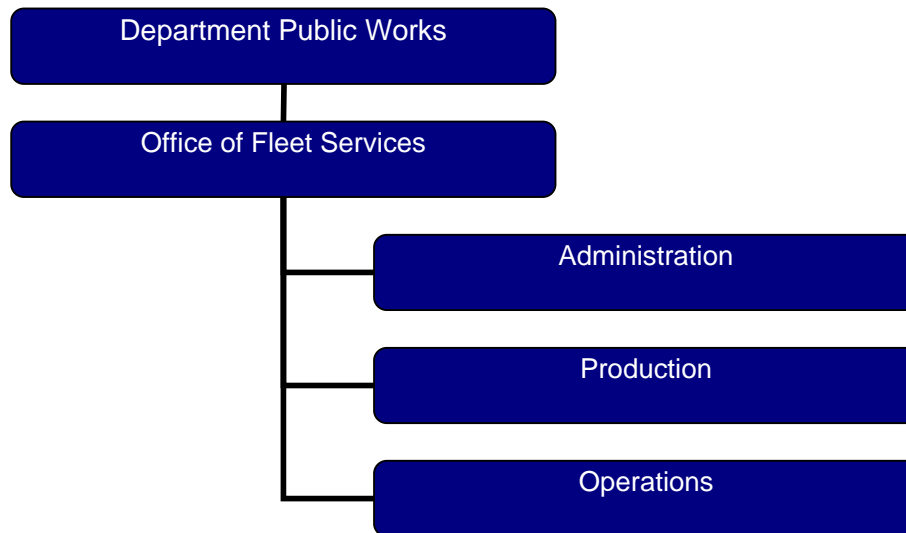 Department Public Works
Office of Fleet Services
Administration
Production
Operations